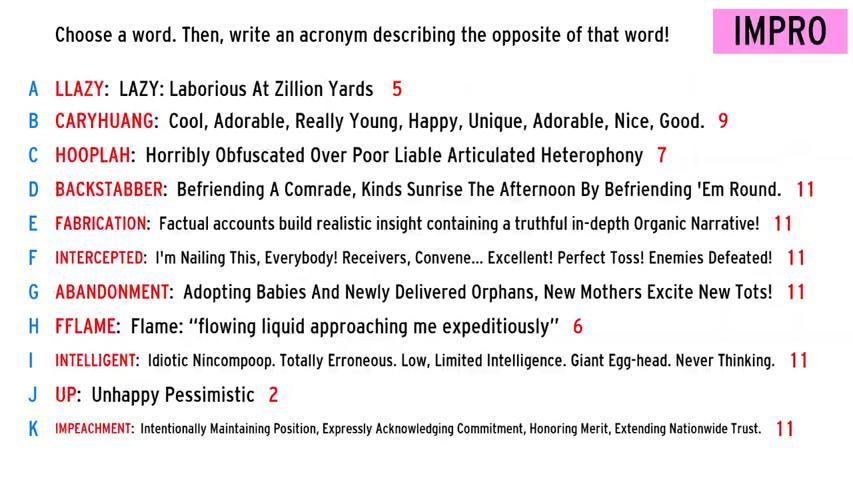 Choose a word. Then, write an acronym describing the opposite of that word!
IMPRO
A LLAZY: LAZY: Laborious At Zillion Yards 5
B CARYHUANG: Cool, Adorable, Really Young, Happy, Unique, Adorable, Nice, Good. 9
C HOOPLAH: Horribly Obfuscated Over Poor Liable Articulated Heterophony 7
D BACKSTABBER: Befriending A Comrade, Kinds Sunrise The Afternoon By Befriending 'Em Round. 11
E FABRICATION: Factual accounts build realistic insight containing a truthful in-depth Organic Narrative! 11
F INTERCEPTED: I'm Nailing This, Everybody! Receivers, Convene... Excellent! Perfect Toss! Enemies Defeated! 11
G ABANDONMENT: Adopting Babies And Newly Delivered Orphans, New Mothers Excite New Tots! 11
H FFLAME: Flame: “flowing liquid approaching me expeditiously” 6
I INTELLIGENT: Idiotic Nincompoop. Totally Erroneous. Low, Limited Intelligence. Giant Egg-head. Never Thinking. 11
J UP: Unhappy Pessimistic 2
K IMPEACHMENT: Intentionally Maintaining Position, Expressly Acknowledging Commitment, Honoring Merit, Extending Nationwide Trust. 11